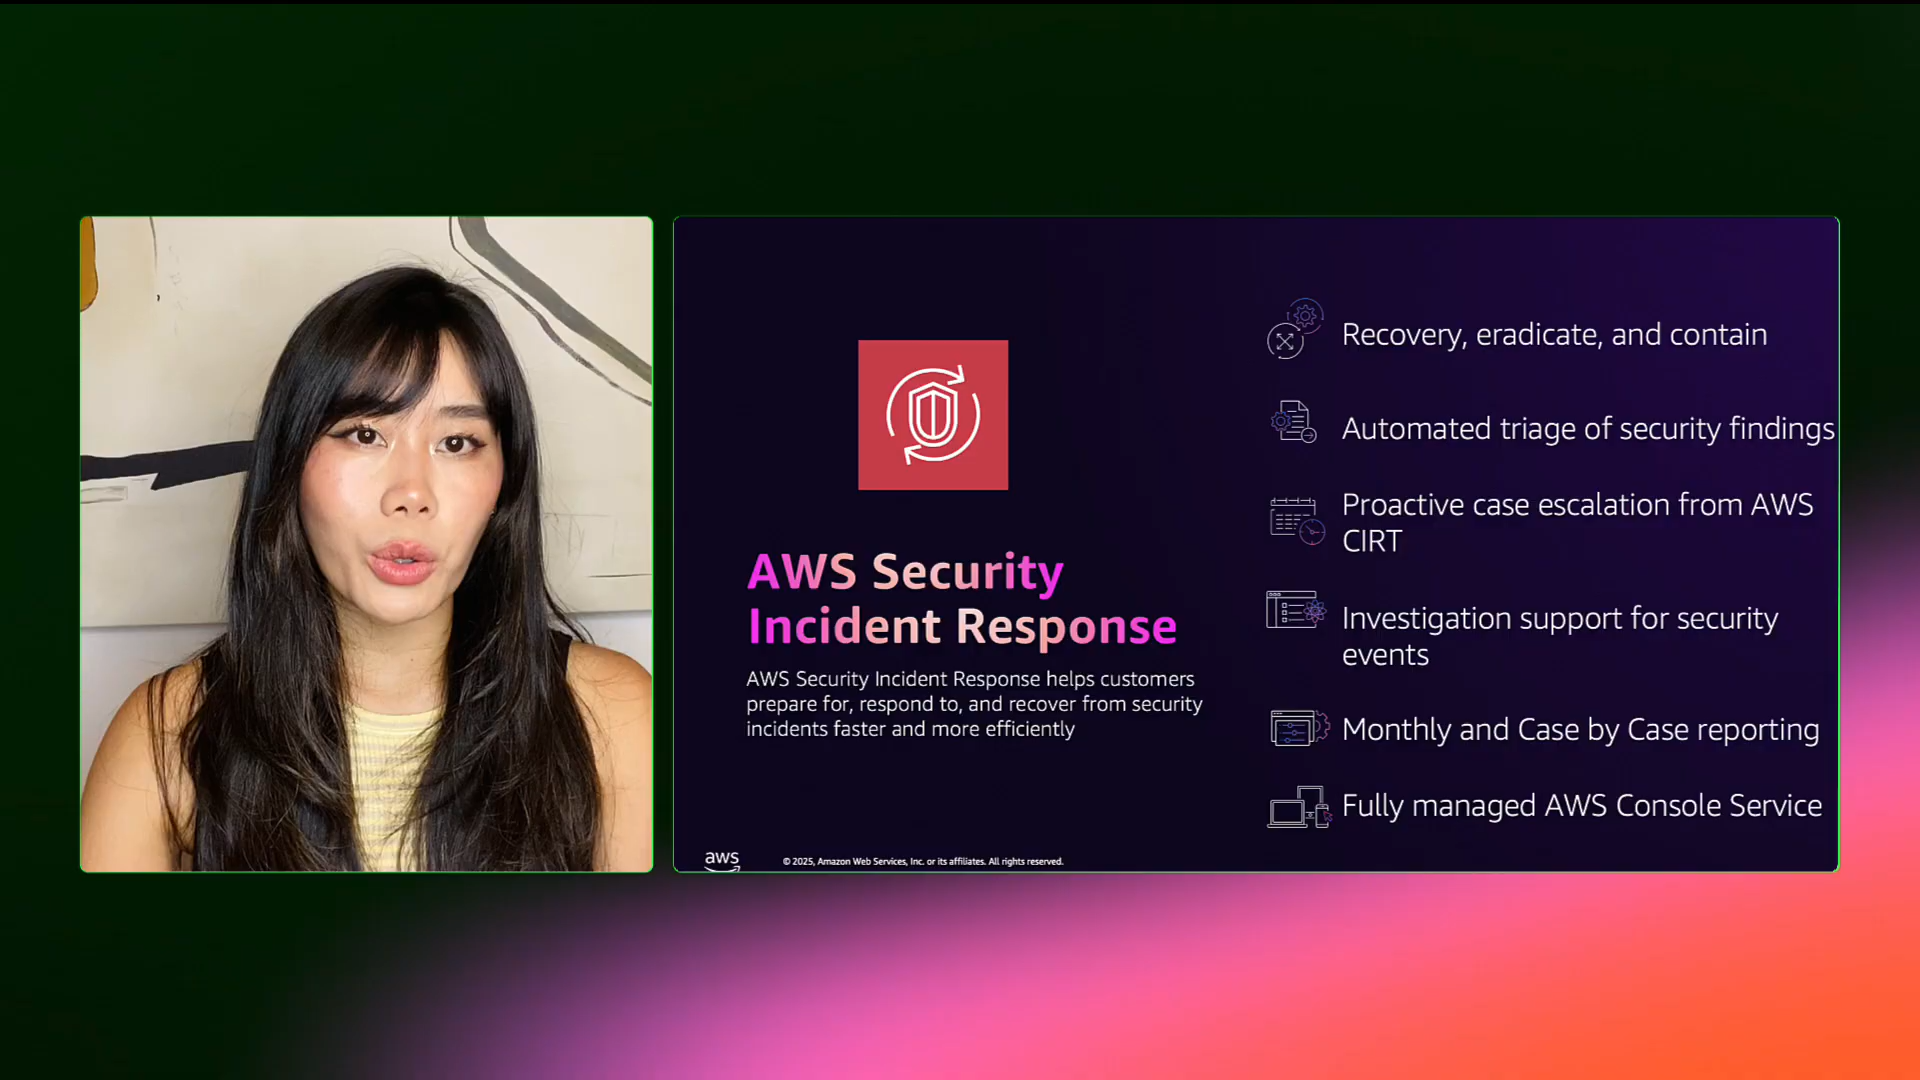 AWS Security
Incident Response
AWS Security Incident Response helps customers
prepare for, respond to, and recover from security
incidents faster and more efficiently
Recovery, eradicate, and contain
Automated triage of security findings
Proactive case escalation from AWS
CIRT
Investigation support for security
events
Monthly and Case by Case reporting
Fully managed AWS Console Service
aws
© 2025, Amazon Web Services, Inc. or its affiliates. All rights reserved.